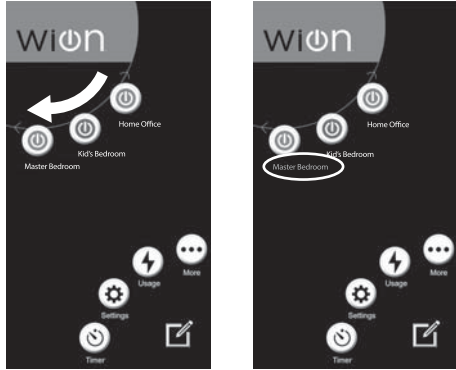 wion
Home Office
Kid's Bedroom
Master Bedroom
Usage
More
Settings
Timer
wion
Home Office
Kid's Bedroom
Master Bedroom
Usage
More
Settings
Timer